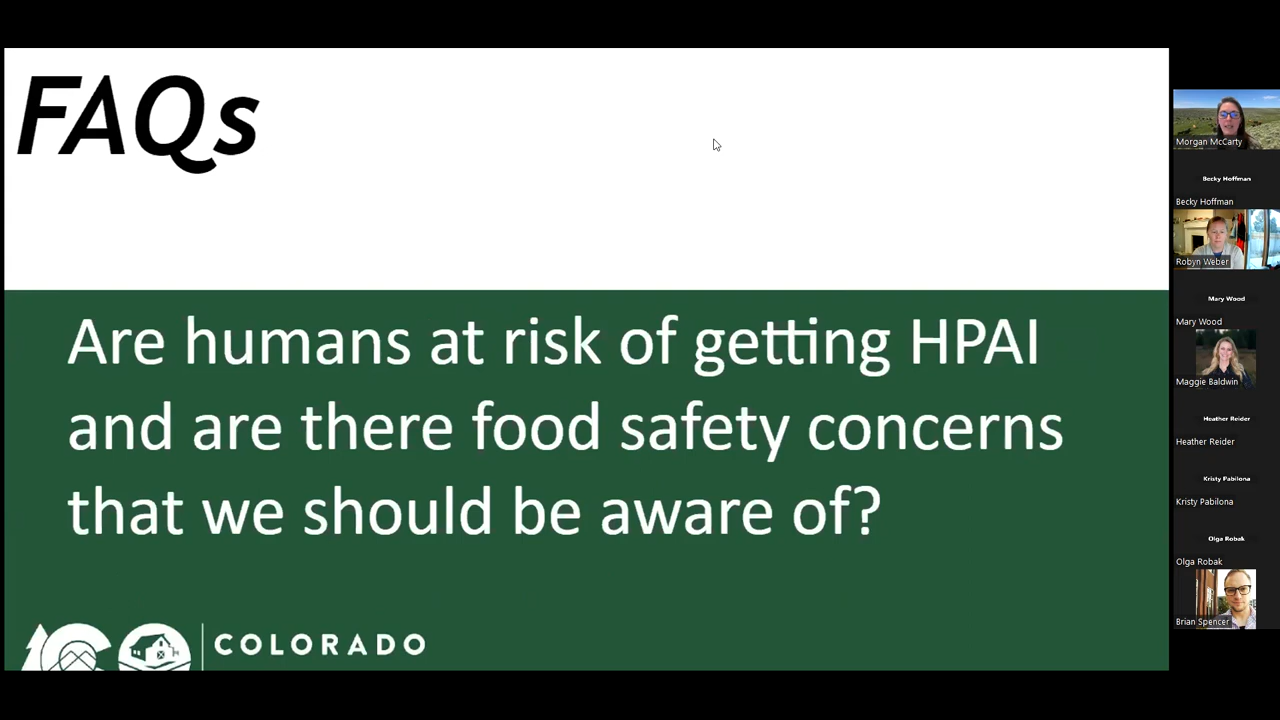 FAQs
Are humans at risk of getting HPAI
and are there food safety concerns
that we should be aware of?
COLORADO
Morgan McCarty
Becky Hoffman
Becky Hoffman
Robyn Weber
Mary Wood
Mary Wood
Maggie Baldwin
Heather Reider
Heather Reider
Kristy Pabilona
Kristy Pabilona
Olga Robak
Olga Robak
Brian Spencer